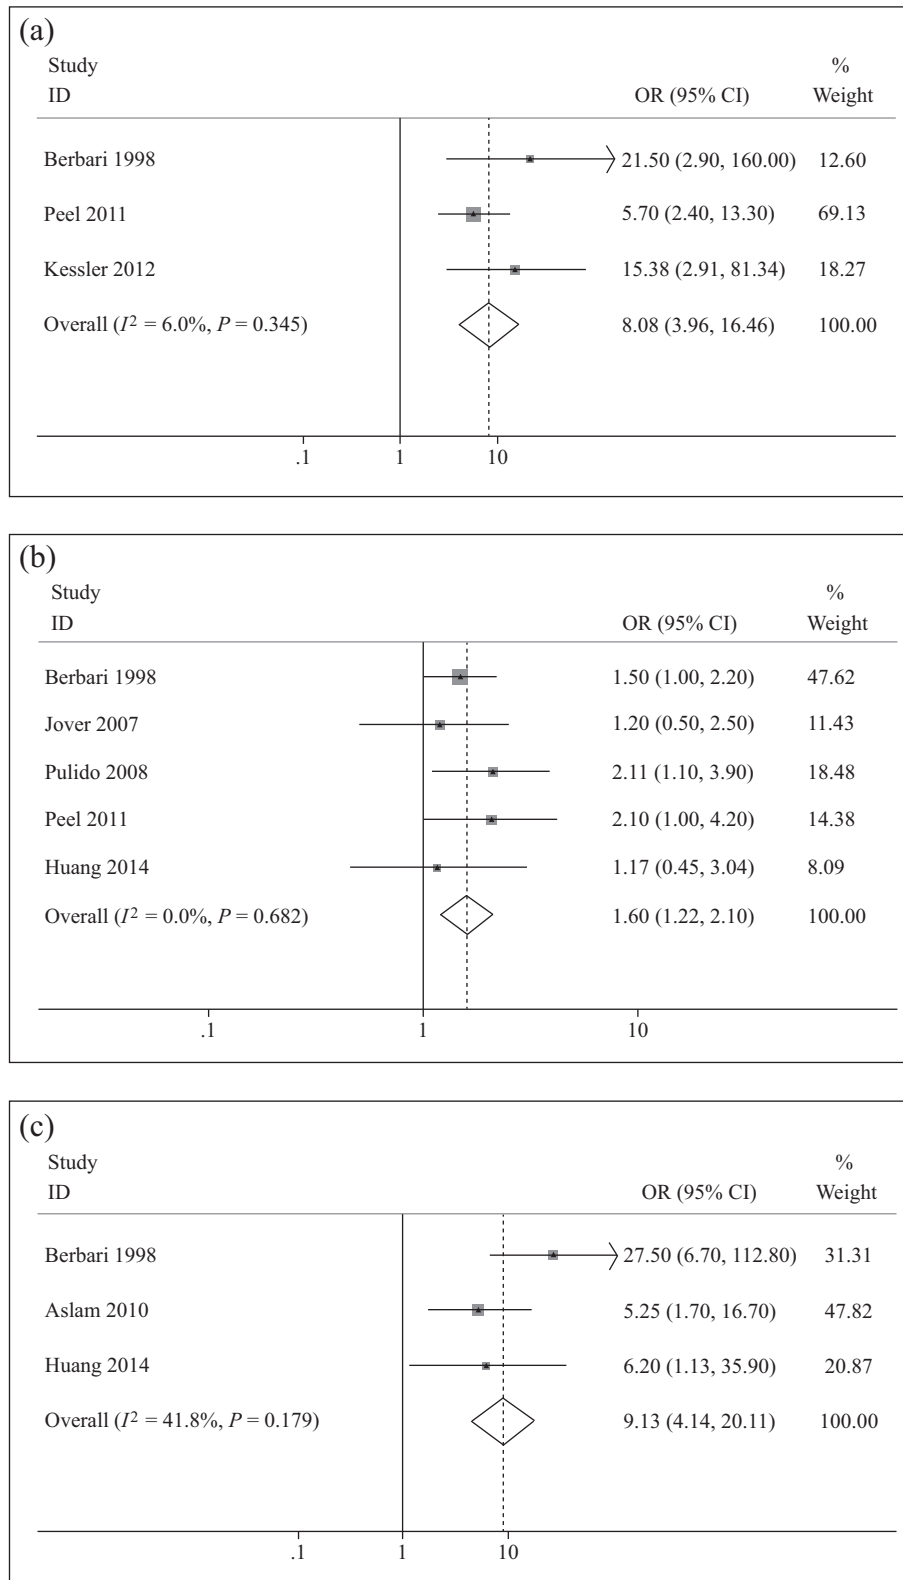 (a)
Study %
ID OR (95% CI) Weight
Berbari 1998 21.50 (2.90, 160.00) 12.60
Peel 2011 5.70 (2.40, 13.30) 69.13
Kessler 2012 15.38 (2.91, 81.34) 18.27
Overall (I² = 6.0%, P = 0.345) 8.08 (3.96, 16.46) 100.00
.1 1 10
(b)
Study %
ID OR (95% CI) Weight
Berbari 1998 1.50 (1.00, 2.20) 47.62
Jover 2007 1.20 (0.50, 2.50) 11.43
Pulido 2008 2.11 (1.10, 3.90) 18.48
Peel 2011 2.10 (1.00, 4.20) 14.38
Huang 2014 1.17 (0.45, 3.04) 8.09
Overall (I² = 0.0%, P = 0.682) 1.60 (1.22, 2.10) 100.00
.1 1 10
(c)
Study %
ID OR (95% CI) Weight
Berbari 1998 27.50 (6.70, 112.80) 31.31
Aslam 2010 5.25 (1.70, 16.70) 47.82
Huang 2014 6.20 (1.13, 35.90) 20.87
Overall (I² = 41.8%, P = 0.179) 9.13 (4.14, 20.11) 100.00
.1 1 10